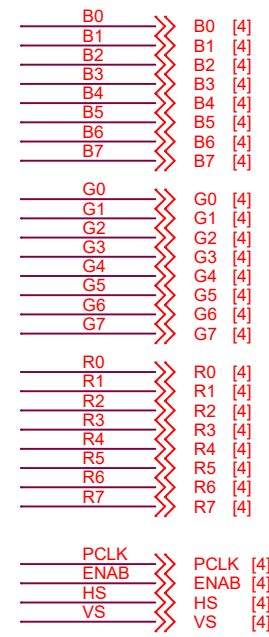 B0 B0 [4]
B1 B1 [4]
B2 B2 [4]
B3 B3 [4]
B4 B4 [4]
B5 B5 [4]
B6 B6 [4]
B7 B7 [4]
G0 G0 [4]
G1 G1 [4]
G2 G2 [4]
G3 G3 [4]
G4 G4 [4]
G5 G5 [4]
G6 G6 [4]
G7 G7 [4]
R0 R0 [4]
R1 R1 [4]
R2 R2 [4]
R3 R3 [4]
R4 R4 [4]
R5 R5 [4]
R6 R6 [4]
R7 R7 [4]
PCLK PCLK [4]
ENAB ENAB [4]
HS HS [4]
VS VS [4]